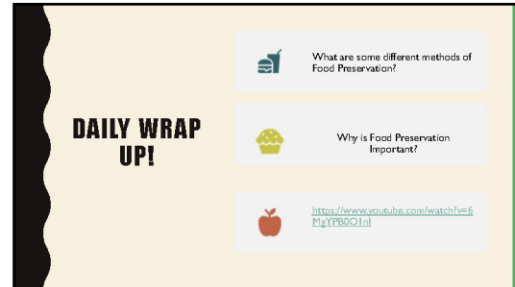 DAILY WRAP
UP!
What are some different methods of
Food Preservation?
Why is Food Preservation
Important?
https://www.youtube.com/watch?v=6
MgYPB0O1nI